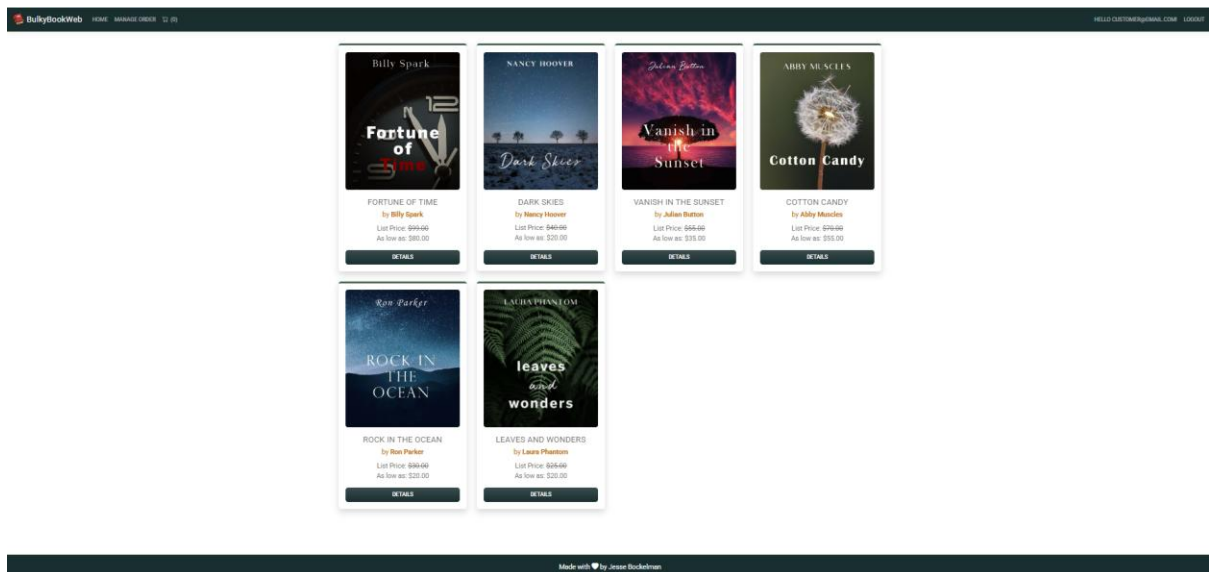 BulkyBookWeb HOME MANAGE ORDER (0) HELLO CUSTOMER@GMAIL.COM! LOGOUT
Billy Spark
12
Fortune
of
Time
FORTUNE OF TIME
by Billy Spark
List Price: $99.00
As low as: $80.00
DETAILS
NANCY HOOVER
Dark Skies
DARK SKIES
by Nancy Hoover
List Price: $40.00
As low as: $20.00
DETAILS
Julian Button
Vanish in
the
Sunset
VANISH IN THE SUNSET
by Julian Button
List Price: $55.00
As low as: $35.00
DETAILS
ABBY MUSCLES
Cotton Candy
COTTON CANDY
by Abby Muscles
List Price: $70.00
As low as: $55.00
DETAILS
Ron Parker
ROCK IN
THE
OCEAN
ROCK IN THE OCEAN
by Ron Parker
List Price: $30.00
As low as: $20.00
DETAILS
LAURA PHANTOM
leaves
and
wonders
LEAVES AND WONDERS
by Laura Phantom
List Price: $25.00
As low as: $20.00
DETAILS
Made with by Jesse Bockelman